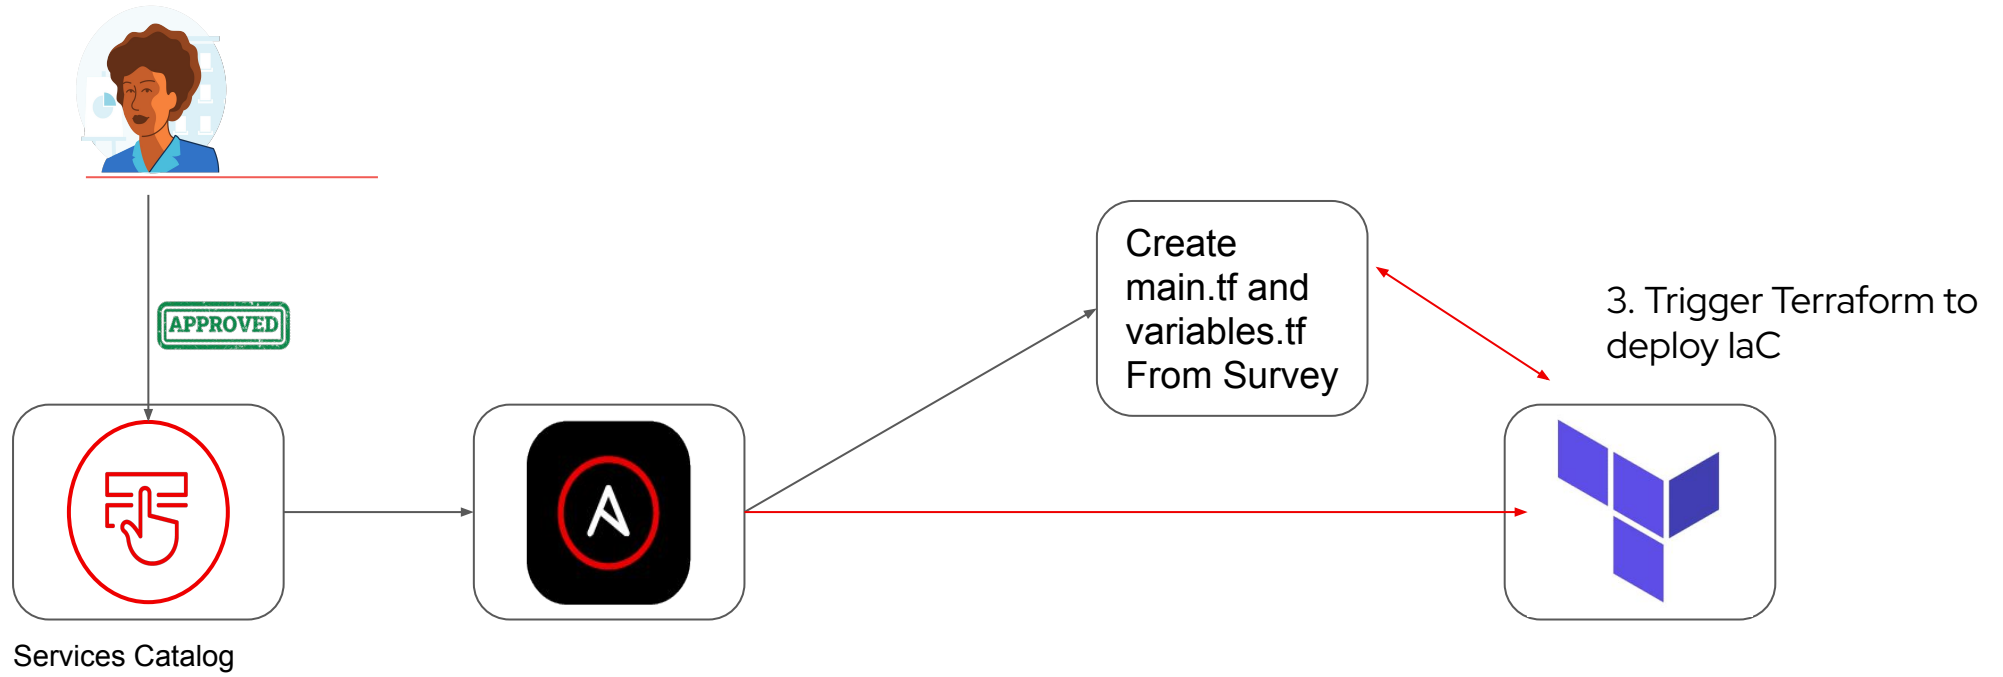 APPROVED
Create
main.tf and
variables.tf
From Survey
3. Trigger Terraform to
deploy IaC
Services Catalog